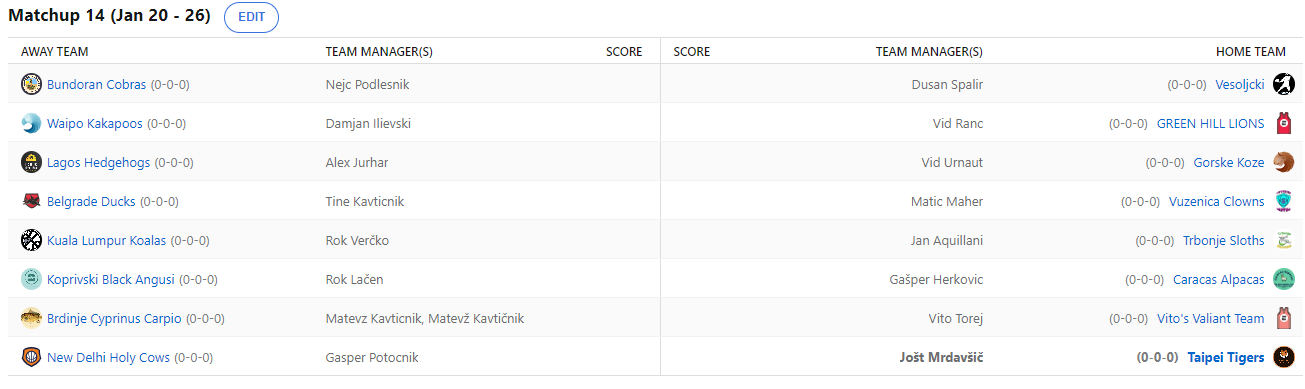 Matchup 14 (Jan 20 - 26) EDIT
AWAY TEAM TEAM MANAGER(S) SCORE SCORE TEAM MANAGER(S) HOME TEAM
Bundoran Cobras (0-0-0) Nejc Podlesnik Dusan Spalir (0-0-0) Vesoljcki
Waipo Kakapoos (0-0-0) Damjan Ilievski Vid Ranc (0-0-0) GREEN HILL LIONS
Lagos Hedgehogs (0-0-0) Alex Jurhar Vid Urnaut (0-0-0) Gorske Koze
Belgrade Ducks (0-0-0) Tine Kavticnik Matic Maher (0-0-0) Vuzenica Clowns
Kuala Lumpur Koalas (0-0-0) Rok Verčko Jan Aquillani (0-0-0) Trbonje Sloths
Koprivski Black Angusi (0-0-0) Rok Lačen Gašper Herkovic (0-0-0) Caracas Alpacas
Brdinje Cyprinus Carpio (0-0-0) Matevz Kavticnik, Matevž Kavtičnik Vito Torej (0-0-0) Vito's Valiant Team
New Delhi Holy Cows (0-0-0) Gasper Potocnik Jošt Mrdavšič (0-0-0) Taipei Tigers